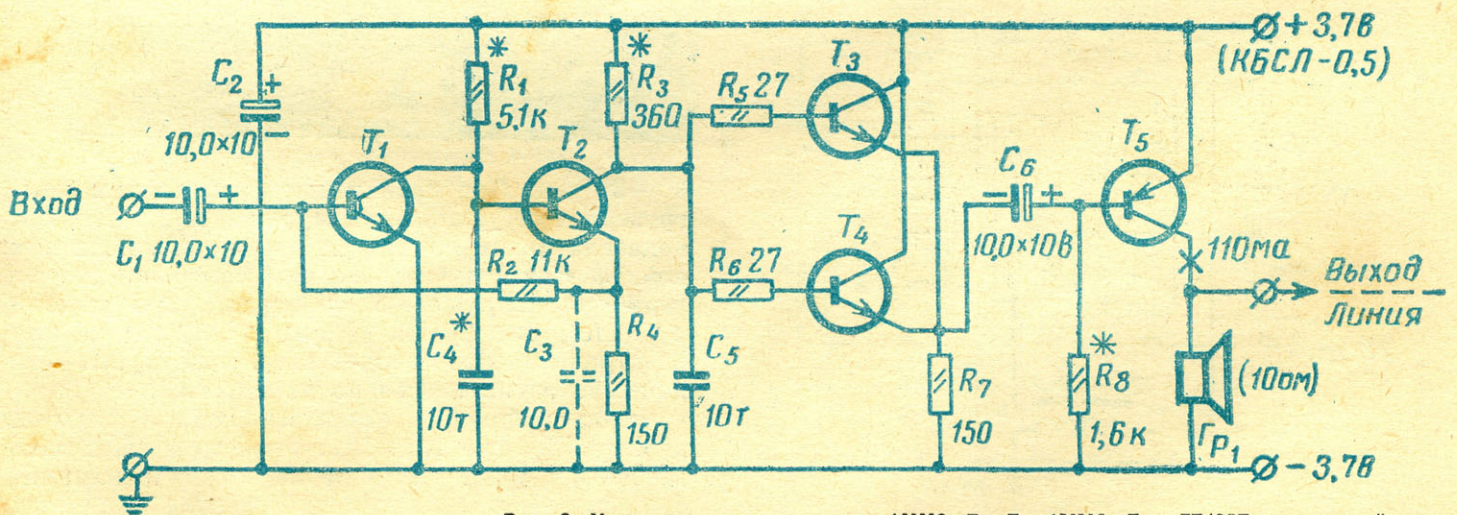 C₂
+
10,0×10
−
*
R₁
5,1к
*
R₃
360
T₁
T₂
R₅ 27
T₃
⌀ + 3,7в
(КБСЛ-0,5)
Вход
− +
C₁ 10,0×10
R₂ 11к
R₆ 27
T₄
− C₆ +
10,0×10в
T₅
110ма
Выход
Линия
C₄ *
10т
C₃
10,0
R₄
150
C₅
10т
R₇
150
*
R₈
1,6к
(10ом)
Гр₁
⌀ − 3,7в